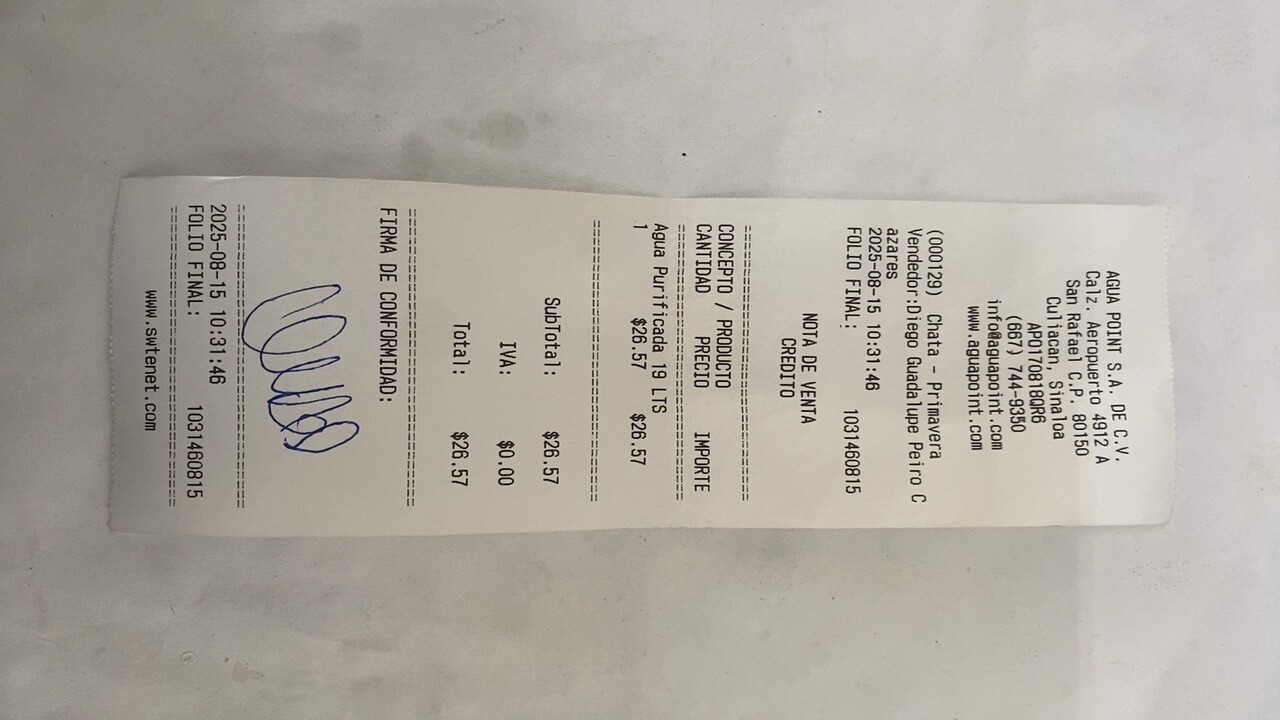 AGUA POINT S.A. DE C.V.
Calz. Aeropuerto 4912 A
San Rafael C.P. 80150
Culiacan, Sinaloa
APO170818QR6
(667) 744-9350
info@aguapoint.com
www.aguapoint.com
(000129) Chata - Primavera
Vendedor:Diego Guadalupe Peiro C
azares
2025-08-15 10:31:46
FOLIO FINAL: 1031460815
NOTA DE VENTA
CREDITO
================================
CONCEPTO / PRODUCTO
CANTIDAD PRECIO IMPORTE
================================
Agua Purificada 19 LTS
1 $26.57 $26.57
================================
SubTotal: $26.57
IVA: $0.00
Total: $26.57
================================
FIRMA DE CONFORMIDAD:
================================
2025-08-15 10:31:46
FOLIO FINAL: 1031460815
================================
www.swtenet.com